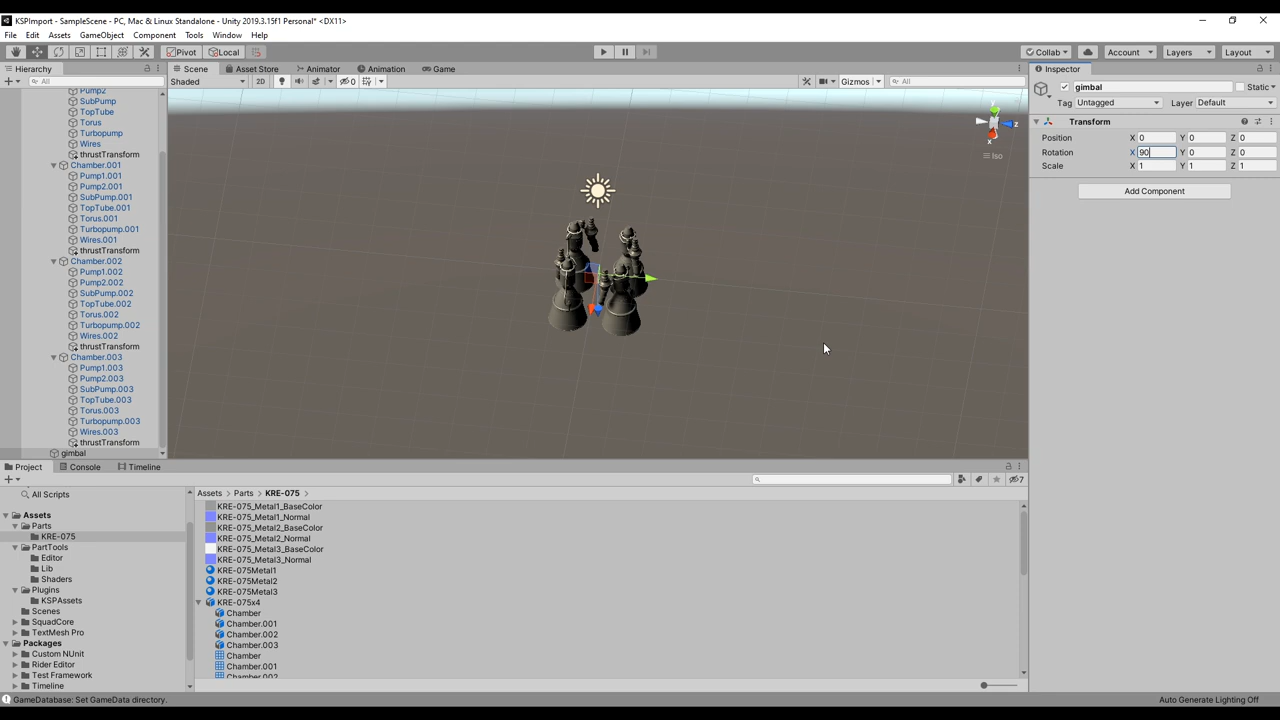 KSPImport - SampleScene - PC, Mac & Linux Standalone - Unity 2019.3.15f1 Personal* <DX11>
File Edit Assets GameObject Component Tools Window Help
Pivot Local Collab Account Layers Layout
Hierarchy
All
Pump2
SubPump
TopTube
Torus
Turbopump
Wires
thrustTransform
Chamber.001
Pump1.001
Pump2.001
SubPump.001
TopTube.001
Torus.001
Turbopump.001
Wires.001
thrustTransform
Chamber.002
Pump1.002
Pump2.002
SubPump.002
TopTube.002
Torus.002
Turbopump.002
Wires.002
thrustTransform
Chamber.003
Pump1.003
Pump2.003
SubPump.003
TopTube.003
Torus.003
Turbopump.003
Wires.003
thrustTransform
gimbal
Scene Asset Store Animator Animation Game
Shaded 2D 0 Gizmos All
y
z
x
Iso
Inspector
gimbal Static
Tag Untagged Layer Default
Transform
Position X 0 Y 0 Z 0
Rotation X 90 Y 0 Z 0
Scale X 1 Y 1 Z 1
Add Component
Project Console Timeline
7
All Scripts
Assets
Parts
KRE-075
PartTools
Editor
Lib
Shaders
Plugins
KSPAssets
Scenes
SquadCore
TextMesh Pro
Packages
Custom NUnit
Rider Editor
Test Framework
Timeline
Assets > Parts > KRE-075 >
KRE-075_Metal1_BaseColor
KRE-075_Metal1_Normal
KRE-075_Metal2_BaseColor
KRE-075_Metal2_Normal
KRE-075_Metal3_BaseColor
KRE-075_Metal3_Normal
KRE-075Metal1
KRE-075Metal2
KRE-075Metal3
KRE-075x4
Chamber
Chamber.001
Chamber.002
Chamber.003
Chamber
Chamber.001
Chamber.002
GameDatabase: Set GameData directory.
Auto Generate Lighting Off